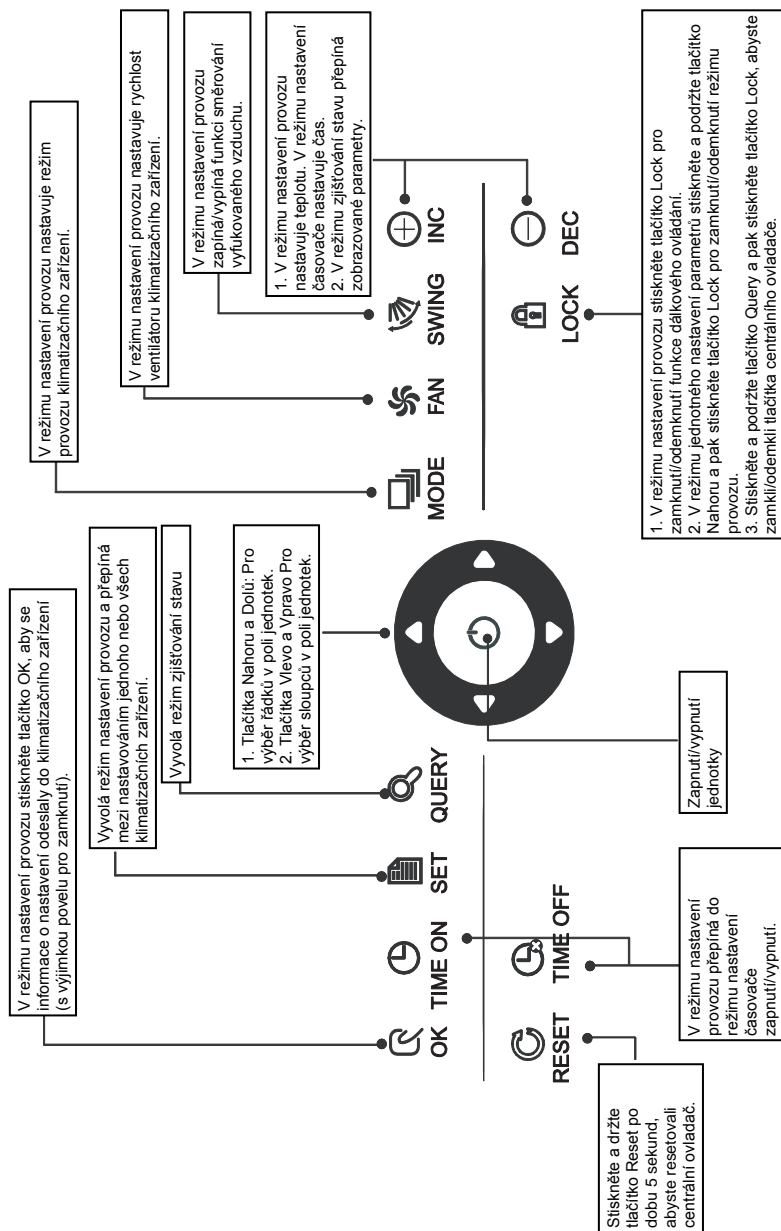 V režimu nastavení provozu stiskněte tlačítko OK, aby se
informace o nastavení odeslaly do klimatizačního zařízení
(s výjimkou povelu pro zamknutí).
Vyvolá režim nastavení provozu a přepíná
mezi nastavováním jednoho nebo všech
klimatizačních zařízení.
Vyvolá režim zjišťování stavu
1. Tlačítka Nahoru a Dolů: Pro
výběr řádků v poli jednotek.
2. Tlačítka Vlevo a Vpravo Pro
výběr sloupců v poli jednotek.
V režimu nastavení provozu nastavuje režim
provozu klimatizačního zařízení.
V režimu nastavení provozu nastavuje rychlost
ventilátoru klimatizačního zařízení.
V režimu nastavení provozu
zapíná/vypíná funkci směrování
vyfukovaného vzduchu.
1. V režimu nastavení provozu
nastavuje teplotu. V režimu nastavení
časovače nastavuje čas.
2. V režimu zjišťování stavu přepíná
zobrazované parametry.
OK
TIME ON
SET
QUERY
MODE
FAN
SWING
INC
RESET
TIME OFF
LOCK
DEC
Stiskněte a držte
tlačítko Reset po
dobu 5 sekund,
abyste resetovali
centrální ovladač.
V režimu nastavení
provozu přepíná do
režimu nastavení
časovače
zapnutí/vypnutí.
Zapnutí/vypnutí
jednotky
1. V režimu nastavení provozu stiskněte tlačítko Lock pro
zamknutí/odemknutí funkce dálkového ovládání.
2. V režimu jednotného nastavení parametrů stiskněte a podržte tlačítko
Nahoru a pak stiskněte tlačítko Lock pro zamknutí/odemknutí režimu
provozu.
3. Stiskněte a podržte tlačítko Query a pak stiskněte tlačítko Lock, abyste
zamkli/odemkli tlačítka centrálního ovladače.